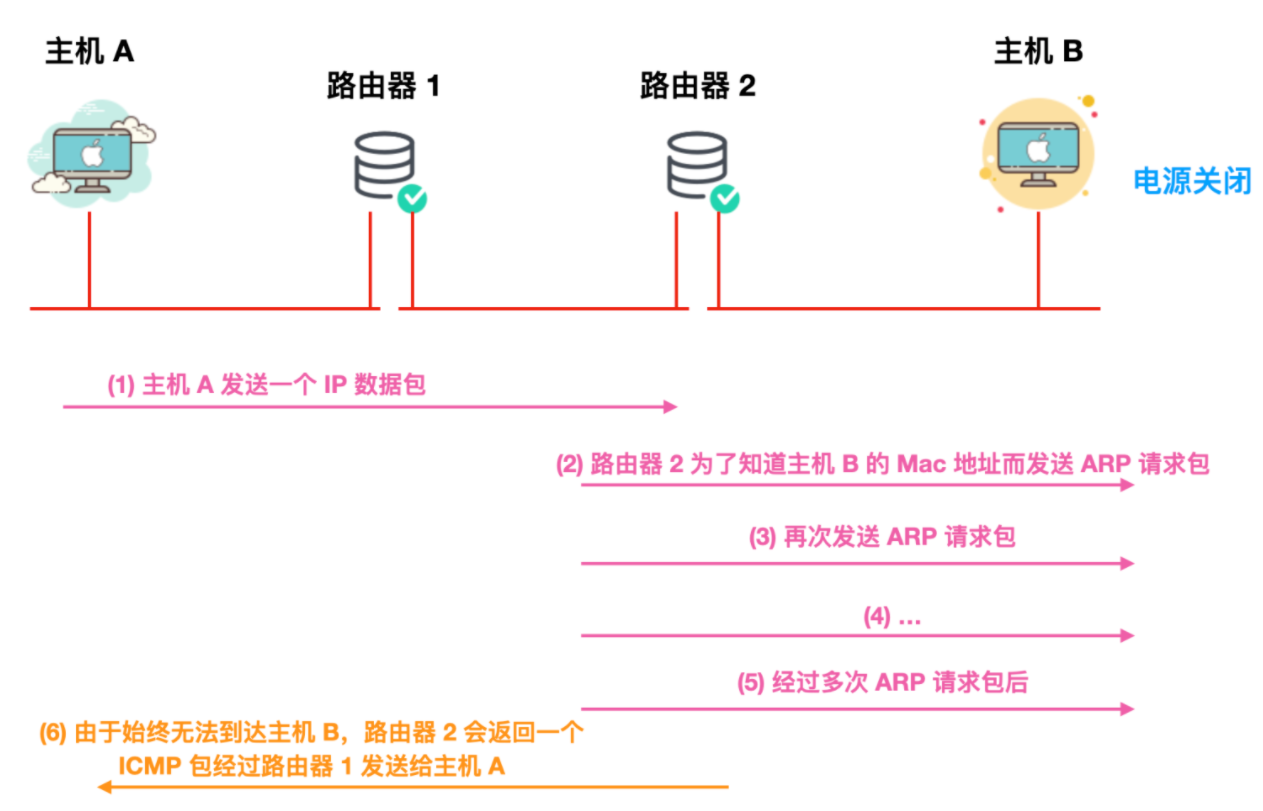 主机 A
主机 B
路由器 1
路由器 2
电源关闭
(1) 主机 A 发送一个 IP 数据包
(2) 路由器 2 为了知道主机 B 的 Mac 地址而发送 ARP 请求包
(3) 再次发送 ARP 请求包
(4) ...
(5) 经过多次 ARP 请求包后
(6) 由于始终无法到达主机 B，路由器 2 会返回一个
ICMP 包经过路由器 1 发送给主机 A